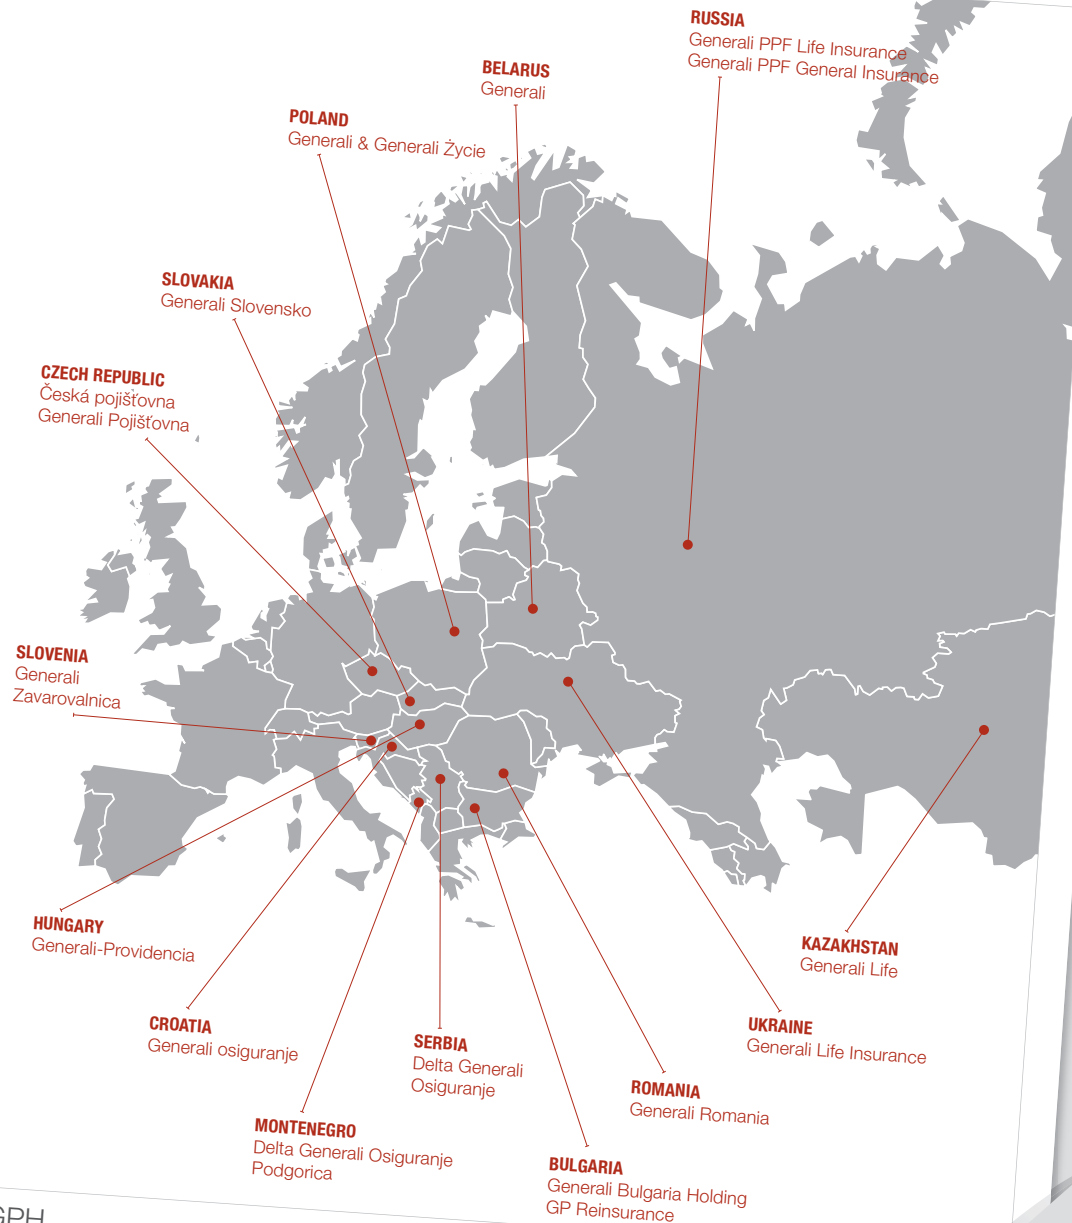 RUSSIA
Generali PPF Life Insurance
Generali PPF General Insurance
BELARUS
Generali
POLAND
Generali & Generali Życie
SLOVAKIA
Generali Slovensko
CZECH REPUBLIC
Česká pojišťovna
Generali Pojišťovna
SLOVENIA
Generali
Zavarovalnica
HUNGARY
Generali-Providencia
CROATIA
Generali osiguranje
MONTENEGRO
Delta Generali Osiguranje
Podgorica
SERBIA
Delta Generali
Osiguranje
BULGARIA
Generali Bulgaria Holding
GP Reinsurance
ROMANIA
Generali Romania
UKRAINE
Generali Life Insurance
KAZAKHSTAN
Generali Life